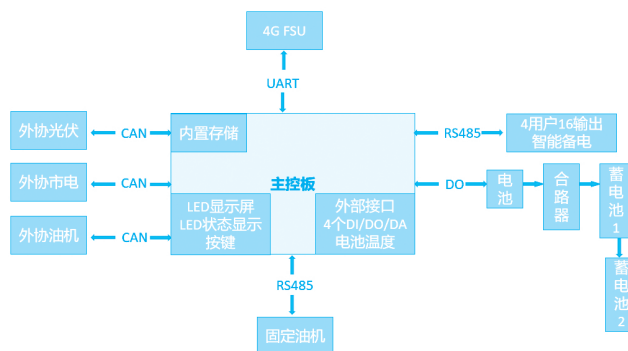 4G FSU
UART
外协光伏
CAN
内置存储
RS485
4用户16输出
智能备电
主控板
外协市电
CAN
DO
电池
合路器
蓄电池1
LED显示屏
LED状态显示
按键
外部接口
4个DI/DO/DA
电池温度
外协油机
CAN
蓄电池2
RS485
固定油机